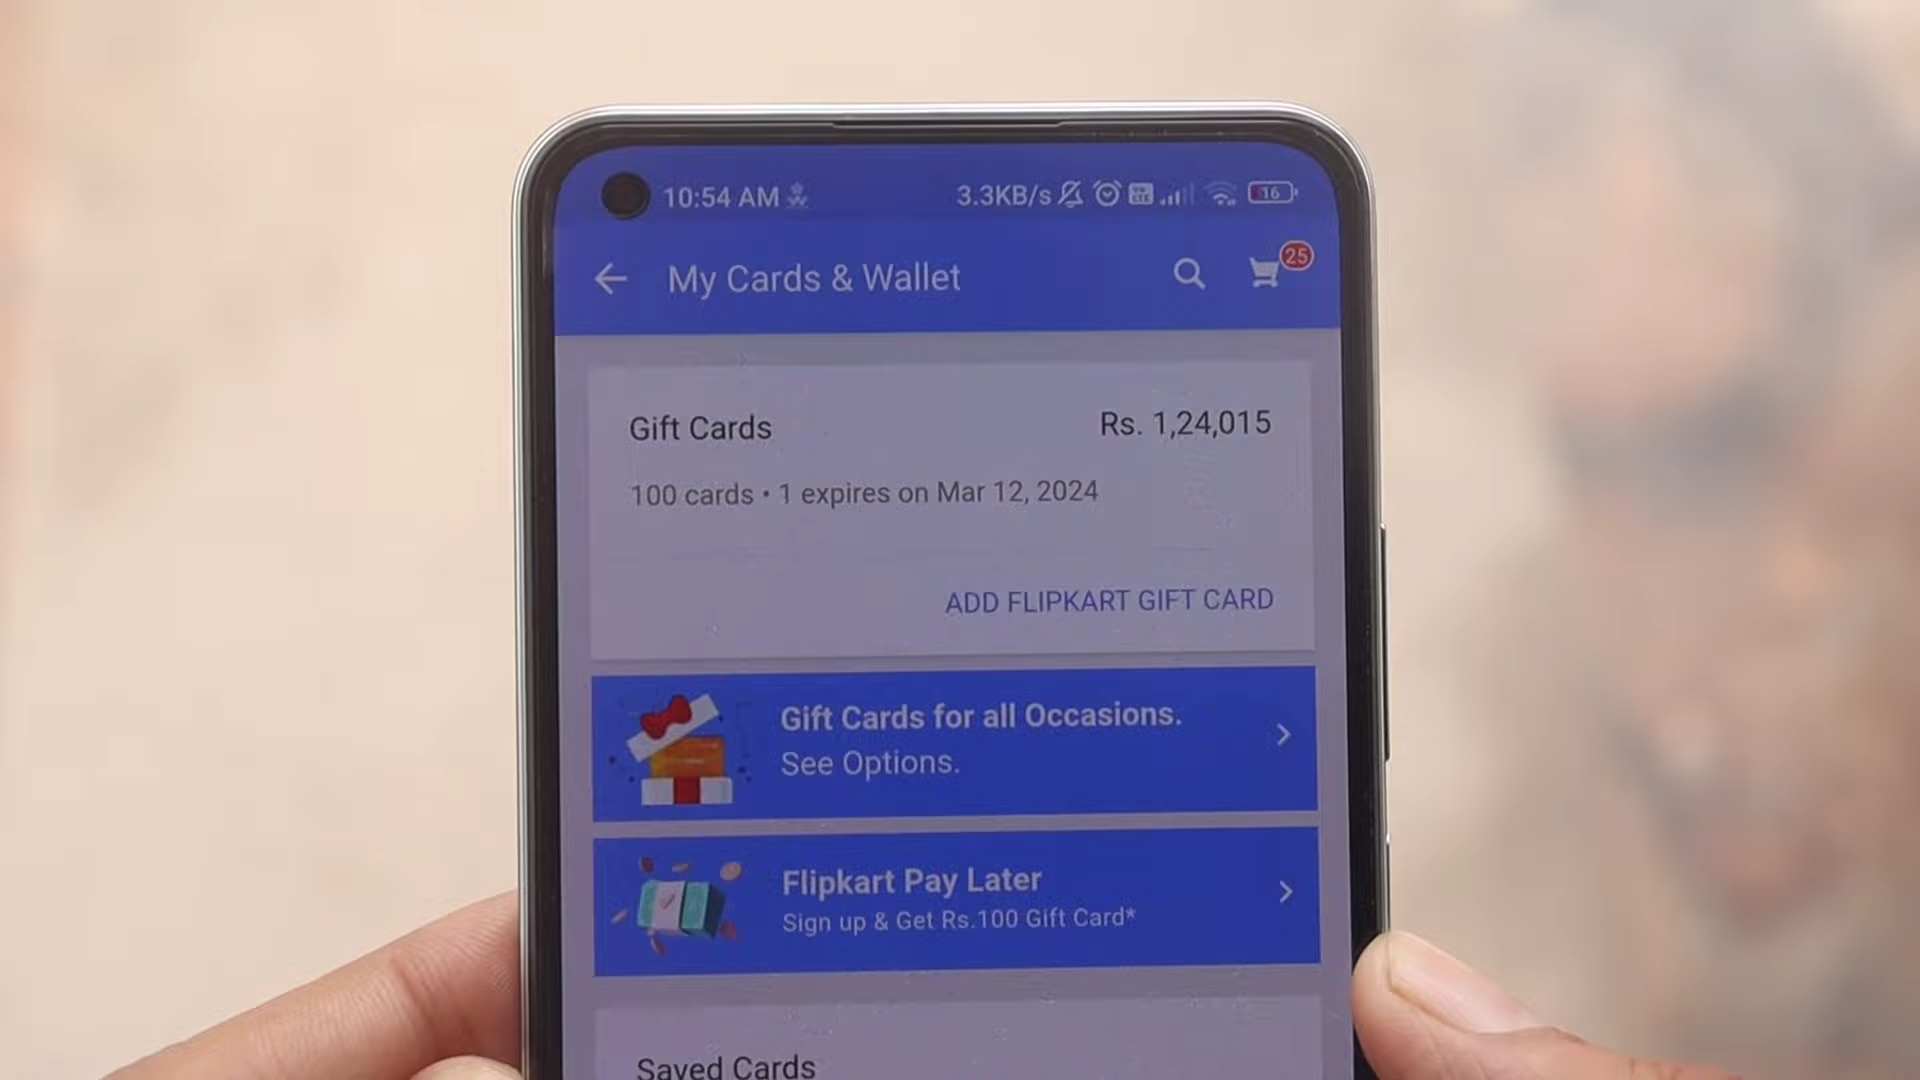 10:54 AM 3.3KB/s 16
My Cards & Wallet 25
Gift Cards Rs. 1,24,015
100 cards • 1 expires on Mar 12, 2024
ADD FLIPKART GIFT CARD
Gift Cards for all Occasions.
See Options.
Flipkart Pay Later
Sign up & Get Rs.100 Gift Card*
Saved Cards